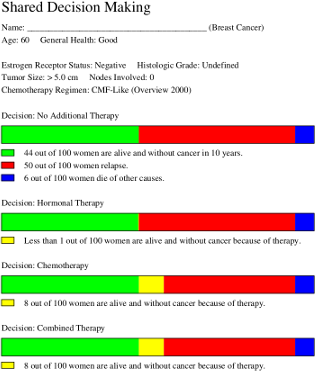 Shared Decision Making
Name: ________________________________________ (Breast Cancer)
Age: 60 General Health: Good
Estrogen Receptor Status: Negative Histologic Grade: Undefined
Tumor Size: > 5.0 cm Nodes Involved: 0
Chemotherapy Regimen: CMF-Like (Overview 2000)
Decision: No Additional Therapy
44 out of 100 women are alive and without cancer in 10 years.
50 out of 100 women relapse.
6 out of 100 women die of other causes.
Decision: Hormonal Therapy
Less than 1 out of 100 women are alive and without cancer because of therapy.
Decision: Chemotherapy
8 out of 100 women are alive and without cancer because of therapy.
Decision: Combined Therapy
8 out of 100 women are alive and without cancer because of therapy.